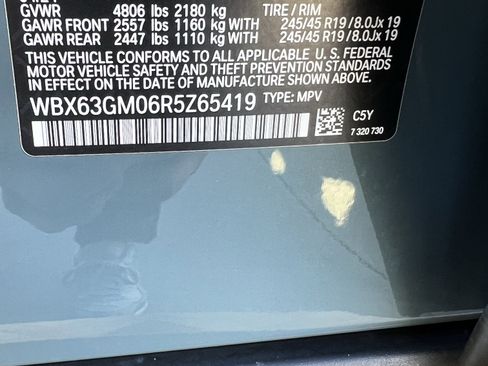 GVWR 4806 lbs 2180 kg TIRE / RIM
GAWR FRONT 2557 lbs 1160 kg WITH 245/45 R19 / 8.0Jx 19
GAWR REAR 2447 lbs 1110 kg WITH 245/45 R19 / 8.0Jx 19
THIS VEHICLE CONFORMS TO ALL APPLICABLE U. S. FEDERAL
MOTOR VEHICLE SAFETY, BUMPER, AND THEFT PREVENTION STANDARDS
IN EFFECT ON THE DATE OF MANUFACTURE SHOWN ABOVE.
WBX63GM06R5Z65419 TYPE: MPV
C5Y
7 320 730